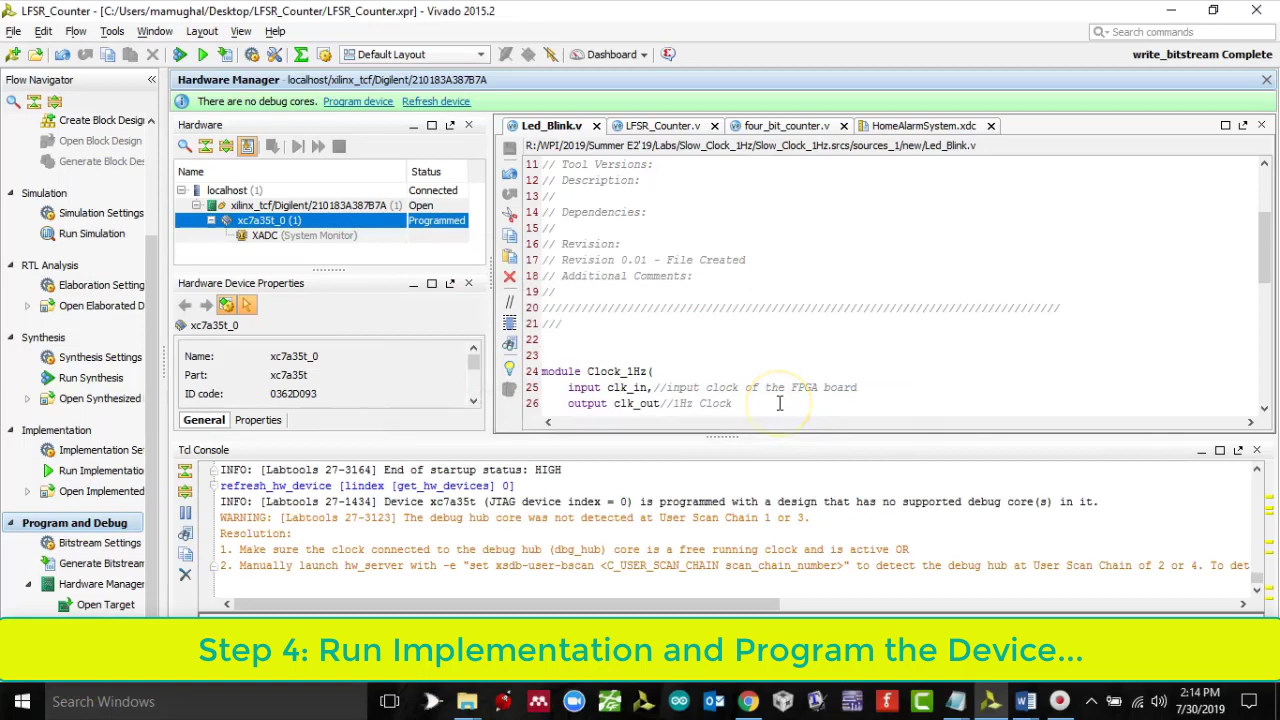 LFSR_Counter - [C:/Users/mamughal/Desktop/LFSR_Counter/LFSR_Counter.xpr] - Vivado 2015.2
File Edit Flow Tools Window Layout View Help
Search commands
Default Layout
Dashboard
write_bitstream Complete
Flow Navigator
Create Block Design
Open Block Design
Generate Block Des
Simulation
Simulation Settings
Run Simulation
RTL Analysis
Elaboration Setting
Open Elaborated D
Synthesis
Synthesis Settings
Run Synthesis
Open Synthesized
Implementation
Implementation Set
Run Implementatio
Open Implemented
Program and Debug
Bitstream Settings
Generate Bitstream
Hardware Manager
Open Target
Hardware Manager - localhost/xilinx_tcf/Digilent/210183A387B7A
There are no debug cores. Program device Refresh device
Hardware
Name Status
localhost (1) Connected
xilinx_tcf/Digilent/210183A387B7A (1) Open
xc7a35t_0 (1) Programmed
XADC (System Monitor)
Hardware Device Properties
xc7a35t_0
Name: xc7a35t_0
Part: xc7a35t
ID code: 0362D093
General Properties
Led_Blink.v LFSR_Counter.v four_bit_counter.v HomeAlarmSystem.xdc
R:/WPI/2019/Summer E2'19/Labs/Slow_Clock_1Hz/Slow_Clock_1Hz.srcs/sources_1/new/Led_Blink.v
11 // Tool Versions:
12 // Description:
13 //
14 // Dependencies:
15 //
16 // Revision:
17 // Revision 0.01 - File Created
18 // Additional Comments:
19 //
20 //////////////////////////////////////////////////////////////////////////////
21 ///
22
23
24 module Clock_1Hz(
25 input clk_in,//input clock of the FPGA board
26 output clk_out//1Hz Clock
Tcl Console
INFO: [Labtools 27-3164] End of startup status: HIGH
refresh_hw_device [lindex [get_hw_devices] 0]
INFO: [Labtools 27-1434] Device xc7a35t (JTAG device index = 0) is programmed with a design that has no supported debug core(s) in it.
WARNING: [Labtools 27-3123] The debug hub core was not detected at User Scan Chain 1 or 3.
Resolution:
1. Make sure the clock connected to the debug hub (dbg_hub) core is a free running clock and is active OR
2. Manually launch hw_server with -e "set xsdb-user-bscan <C_USER_SCAN_CHAIN scan_chain_number>" to detect the debug hub at User Scan Chain of 2 or 4. To det
Step 4: Run Implementation and Program the Device...
Search Windows
2:14 PM
7/30/2019